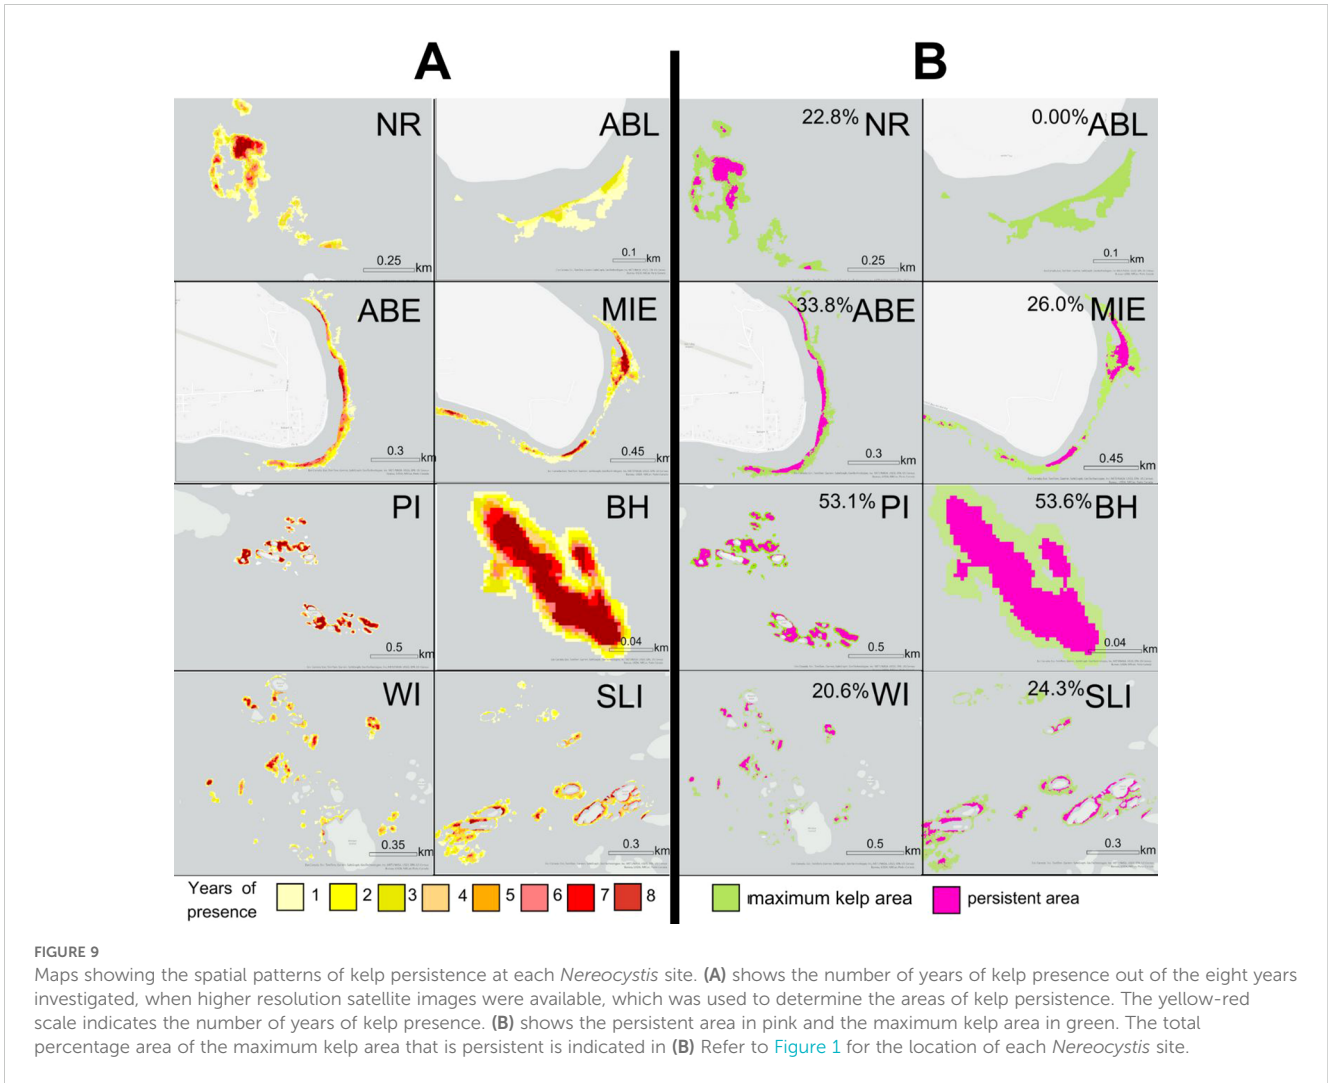 A
B
NR
ABL
22.8% NR
0.00% ABL
0.25 km
0.1 km
0.25 km
0.1 km
ABE
MIE
33.8% ABE
26.0% MIE
0.3 km
0.45 km
0.3 km
0.45 km
PI
BH
53.1% PI
53.6% BH
0.5 km
0.04 km
0.5 km
0.04 km
WI
SLI
20.6% WI
24.3% SLI
0.35 km
0.3 km
0.5 km
0.3 km
Years of
presence
1 2 3 4 5 6 7 8
maximum kelp area persistent area
FIGURE 9
Maps showing the spatial patterns of kelp persistence at each Nereocystis site. (A) shows the number of years of kelp presence out of the eight years
investigated, when higher resolution satellite images were available, which was used to determine the areas of kelp persistence. The yellow-red
scale indicates the number of years of kelp presence. (B) shows the persistent area in pink and the maximum kelp area in green. The total
percentage area of the maximum kelp area that is persistent is indicated in (B) Refer to Figure 1 for the location of each Nereocystis site.